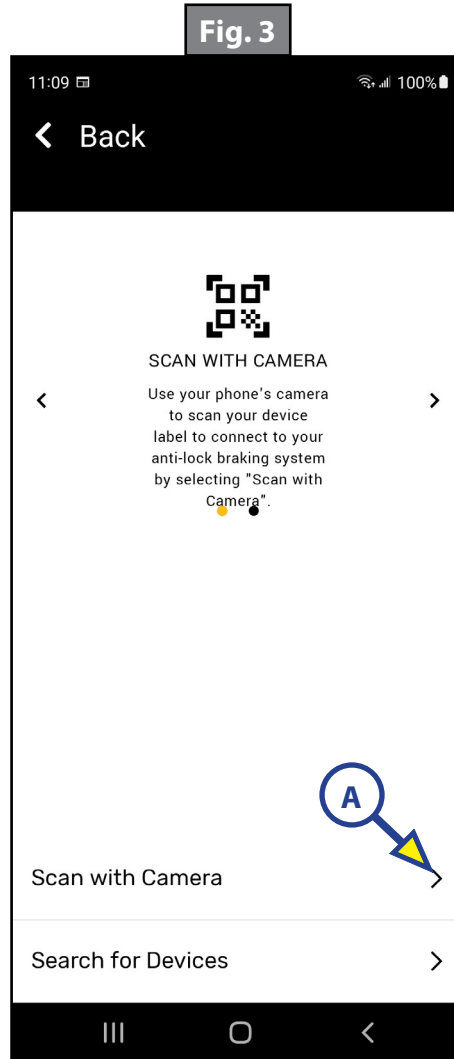 Fig. 3
11:09 100%
Back
SCAN WITH CAMERA
Use your phone's camera
to scan your device
label to connect to your
anti-lock braking system
by selecting "Scan with
Camera".
A
Scan with Camera
Search for Devices